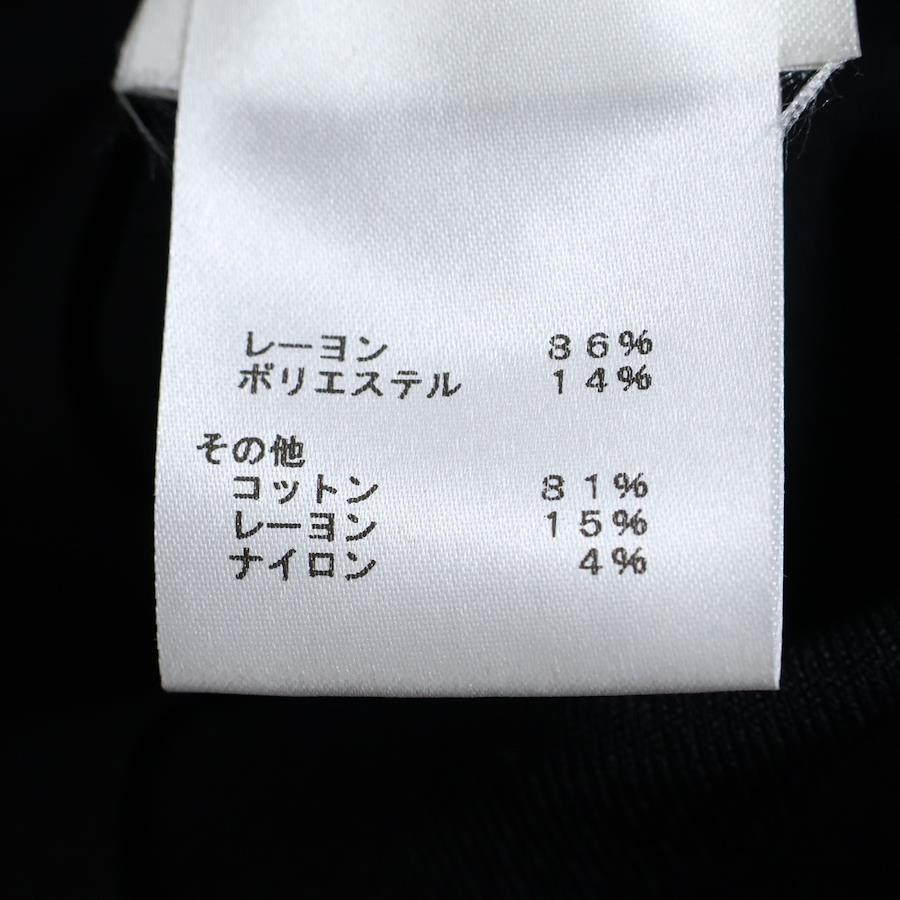 レーヨン 86%
ポリエステル 14%
その他
コットン 81%
レーヨン 15%
ナイロン 4%